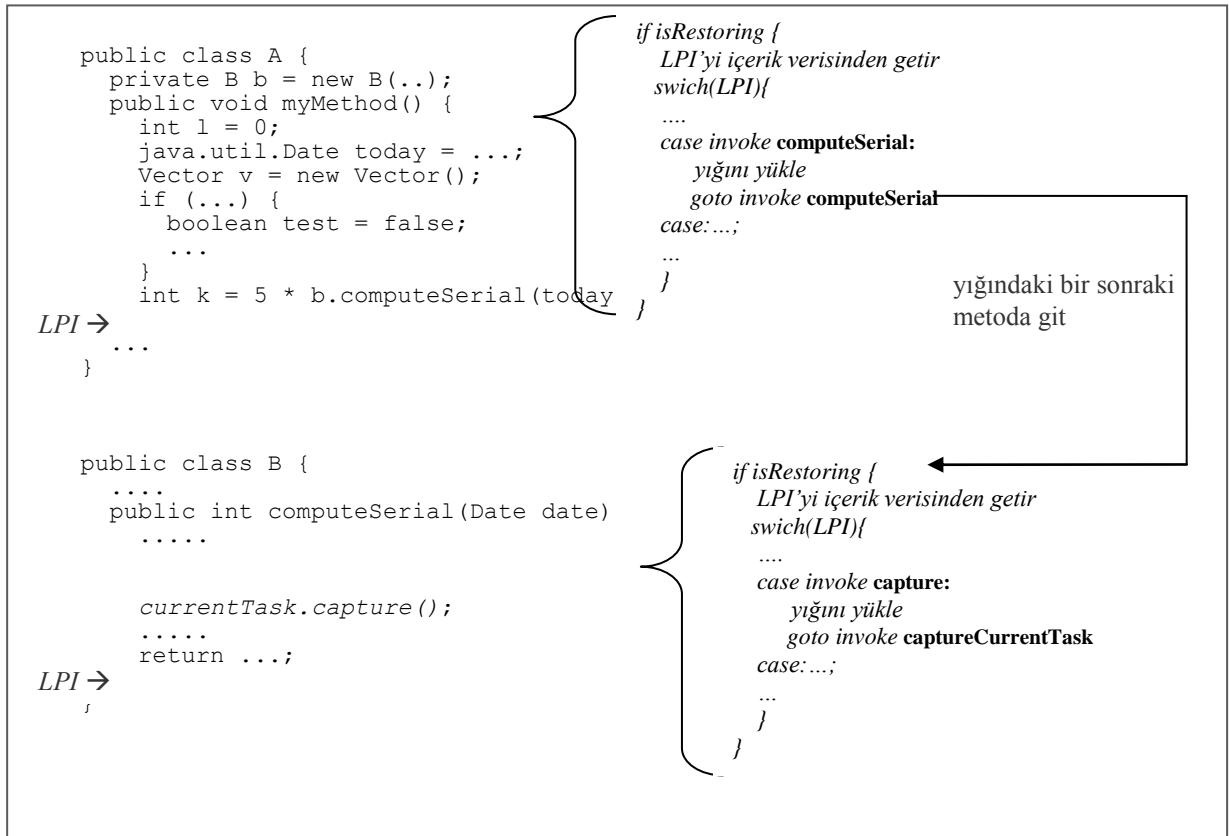 public class A {
private B b = new B(..);
public void myMethod() {
int l = 0;
java.util.Date today = ...;
Vector v = new Vector();
if (...) {
boolean test = false;
...
}
int k = 5 * b.computeSerial(today
LPI →
...
}
if isRestoring {
LPI’yi içerik verisinden getir
swich(LPI){
....
case invoke computeSerial:
yığını yükle
goto invoke computeSerial
case:...;
...
}
}
yığındaki bir sonraki
metoda git
public class B {
....
public int computeSerial(Date date)
.....
currentTask.capture();
.....
return ...;
LPI →
if isRestoring {
LPI’yi içerik verisinden getir
swich(LPI){
....
case invoke capture:
yığını yükle
goto invoke captureCurrentTask
case:...;
...
}
}